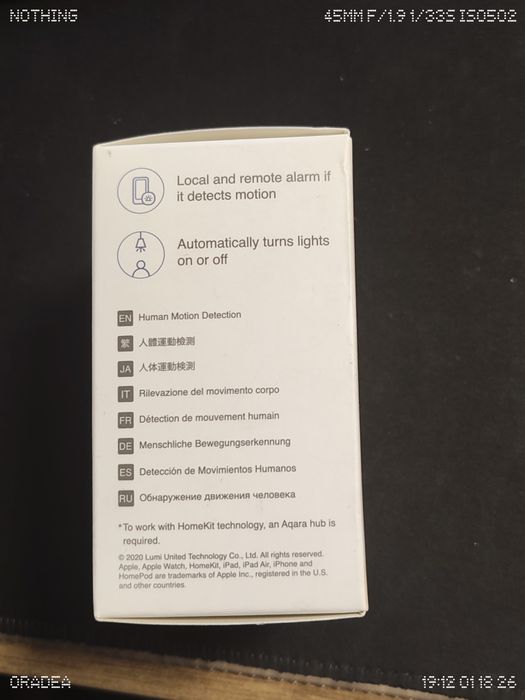 NOTHING
45MM F/1.9 1/33S ISO502
Local and remote alarm if
it detects motion
Automatically turns lights
on or off
EN Human Motion Detection
繁 人體運動檢測
JA 人体運動検測
IT Rilevazione del movimento corpo
FR Détection de mouvement humain
DE Menschliche Bewegungserkennung
ES Detección de Movimientos Humanos
RU Обнаружение движения человека
*To work with HomeKit technology, an Aqara hub is
required.
© 2020 Lumi United Technology Co., Ltd. All rights reserved.
Apple, Apple Watch, HomeKit, iPad, iPad Air, iPhone and
HomePod are trademarks of Apple Inc., registered in the U.S.
and other countries.
ORADEA
19:12 01 18 26